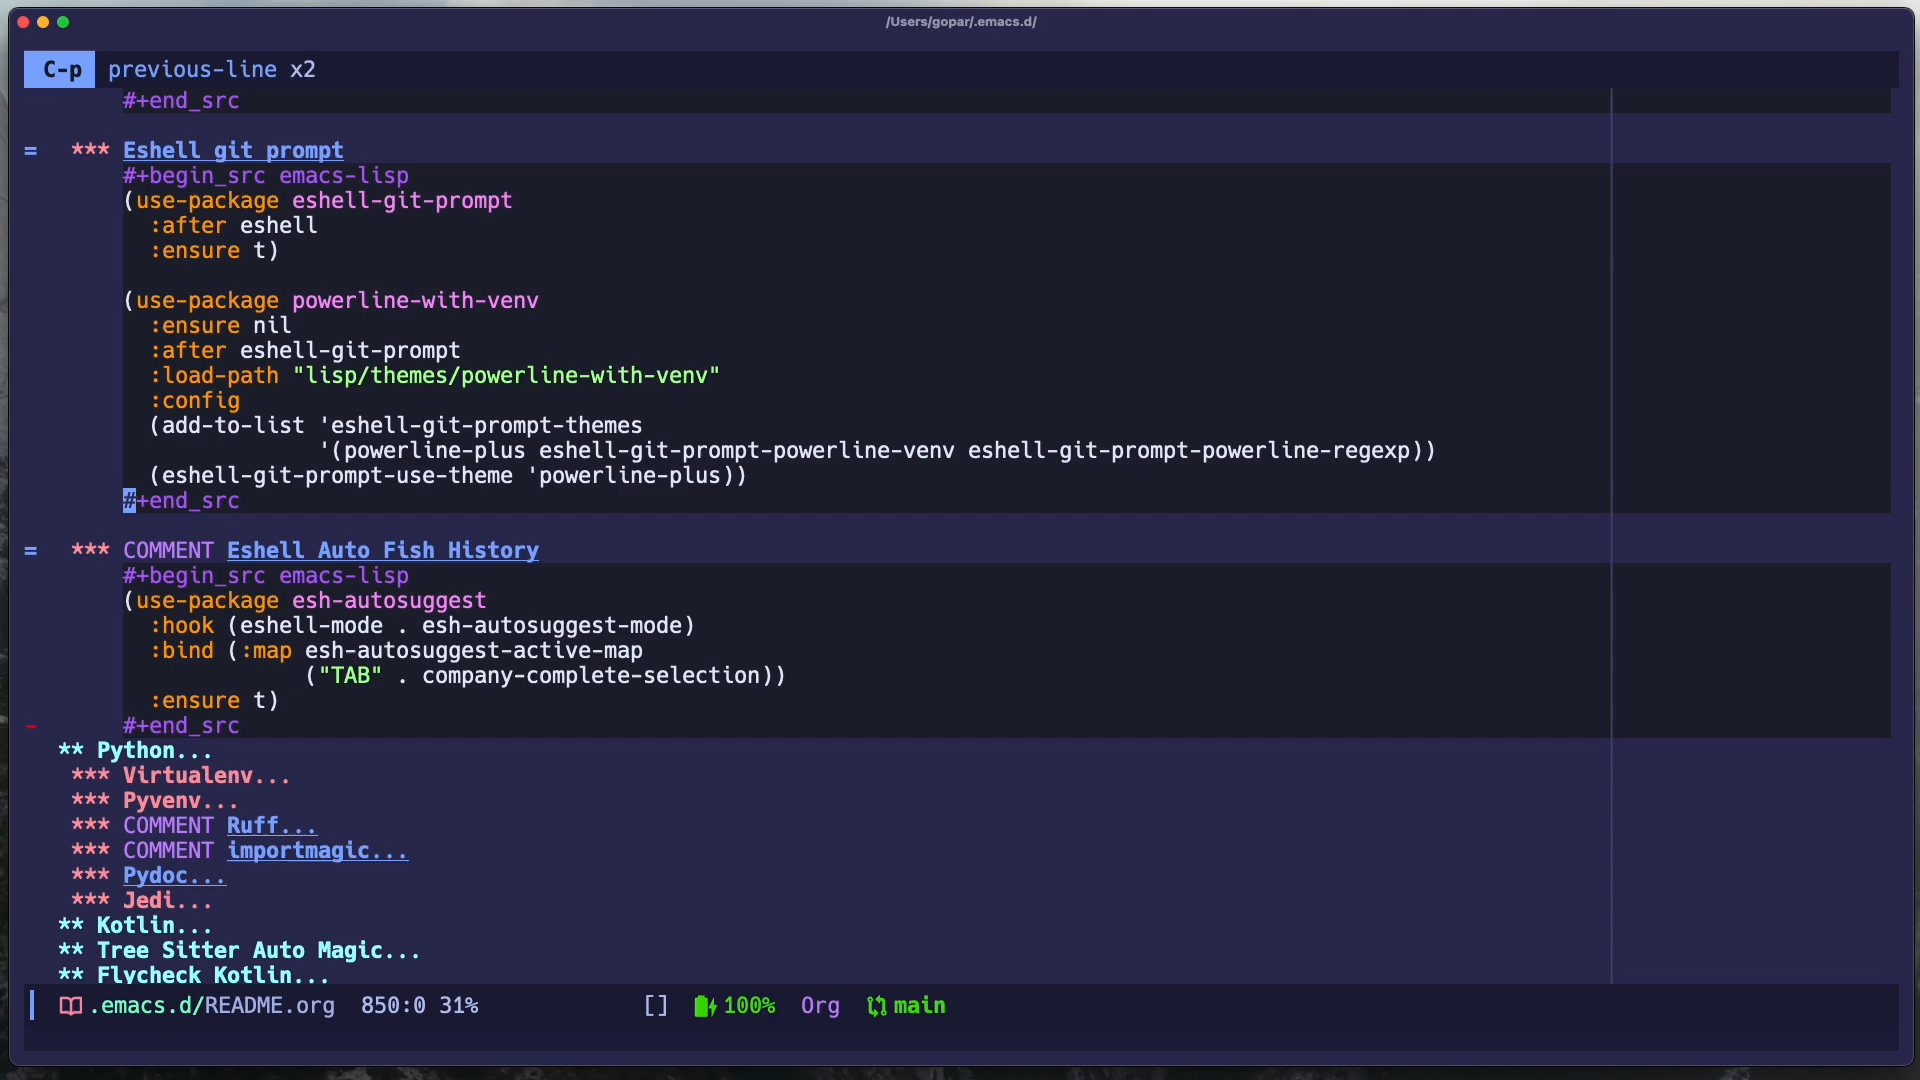 /Users/gopar/.emacs.d/
C-p previous-line x2
#+end_src
= *** Eshell git prompt
#+begin_src emacs-lisp
(use-package eshell-git-prompt
:after eshell
:ensure t)
(use-package powerline-with-venv
:ensure nil
:after eshell-git-prompt
:load-path "lisp/themes/powerline-with-venv"
:config
(add-to-list 'eshell-git-prompt-themes
'(powerline-plus eshell-git-prompt-powerline-venv eshell-git-prompt-powerline-regexp))
(eshell-git-prompt-use-theme 'powerline-plus))
#+end_src
= *** COMMENT Eshell Auto Fish History
#+begin_src emacs-lisp
(use-package esh-autosuggest
:hook (eshell-mode . esh-autosuggest-mode)
:bind (:map esh-autosuggest-active-map
("TAB" . company-complete-selection))
:ensure t)
- #+end_src
** Python...
*** Virtualenv...
*** Pyvenv...
*** COMMENT Ruff...
*** COMMENT importmagic...
*** Pydoc...
*** Jedi...
** Kotlin...
** Tree Sitter Auto Magic...
** Flycheck Kotlin...
.emacs.d/README.org 850:0 31% [] 100% Org main